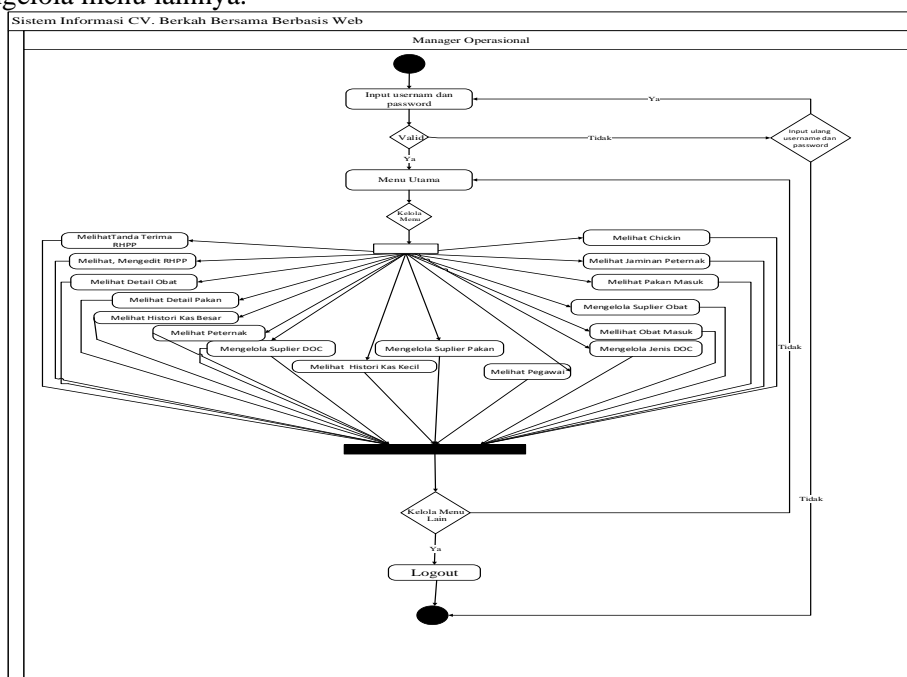 gelola menu lainnya.
Sistem Informasi CV. Berkah Bersama Berbasis Web
Manager Operasional
Input usernam dan
password
Ya
Valid
Tidak
Input ulang
username dan
password
Ya
Menu Utama
Kelola
Menu
MelihatTanda Terima
RHPP
Melihat Chickin
Melihat, Mengedit RHPP
Melihat Jaminan Peternak
Melihat Detail Obat
Melihat Pakan Masuk
Melihat Detail Pakan
Mengelola Suplier Obat
Melihat Histori Kas Besar
Melihat Peternak
Mellihat Obat Masuk
Mengelola Suplier DOC
Mengelola Suplier Pakan
Mengelola Jenis DOC
Tidak
Melihat Histori Kas Kecil
Melihat Pegawai
Tidak
Kelola Menu
Lain
Ya
Logout